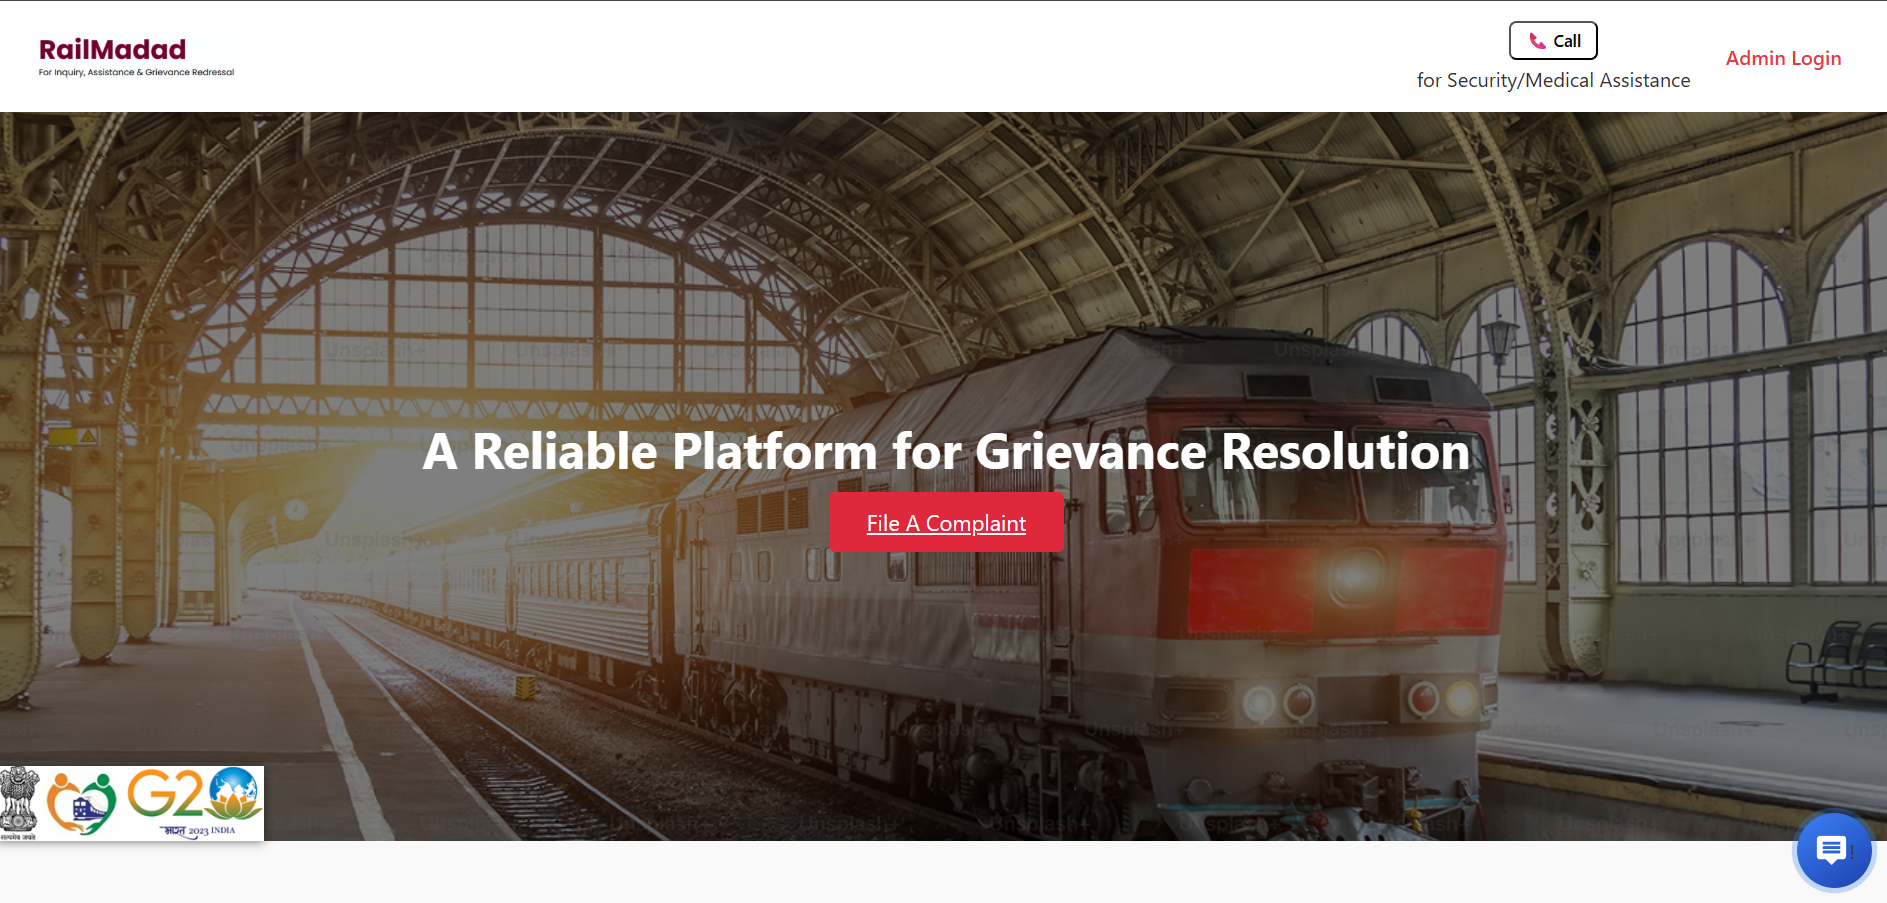 RailMadad
For Inquiry, Assistance & Grievance Redressal
Call
for Security/Medical Assistance
Admin Login
A Reliable Platform for Grievance Resolution
File A Complaint
Unsplash+
सत्यमेव जयते
G20
भारत 2023 INDIA
!